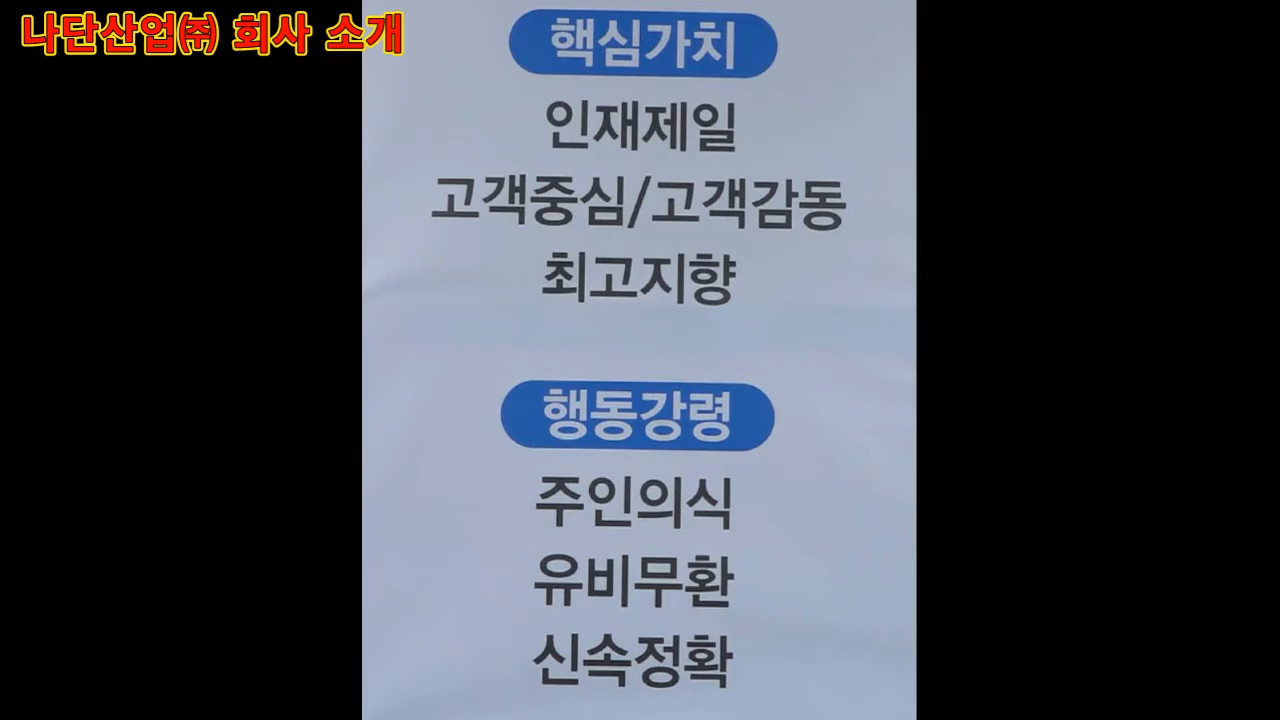 나단산업㈜ 회사 소개
핵심가치
인재제일
고객중심/고객감동
최고지향
행동강령
주인의식
유비무환
신속정확